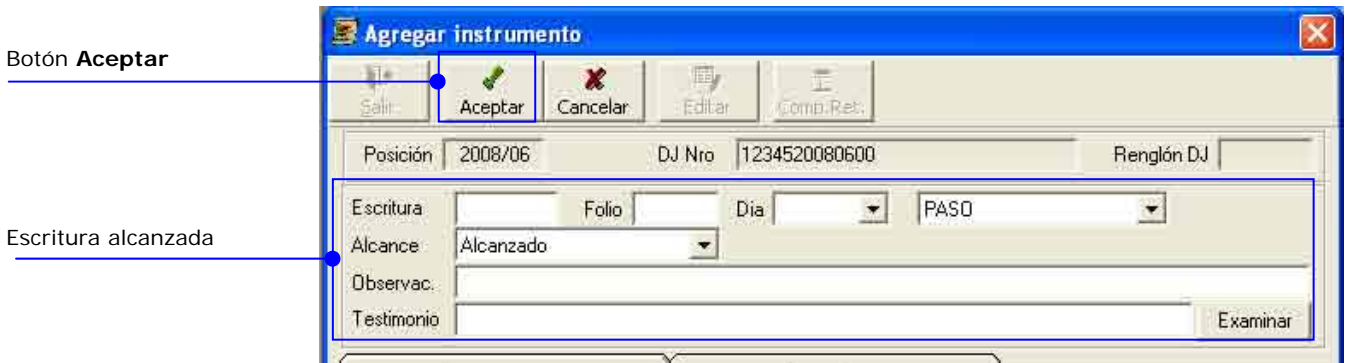 Agregar instrumento
Botón Aceptar
Salir Aceptar Cancelar Editar Comp.Ret.
Posición 2008/06 DJ Nro 1234520080600 Renglón DJ
Escritura Folio Dia PASO
Escritura alcanzada
Alcance Alcanzado
Observac.
Testimonio Examinar